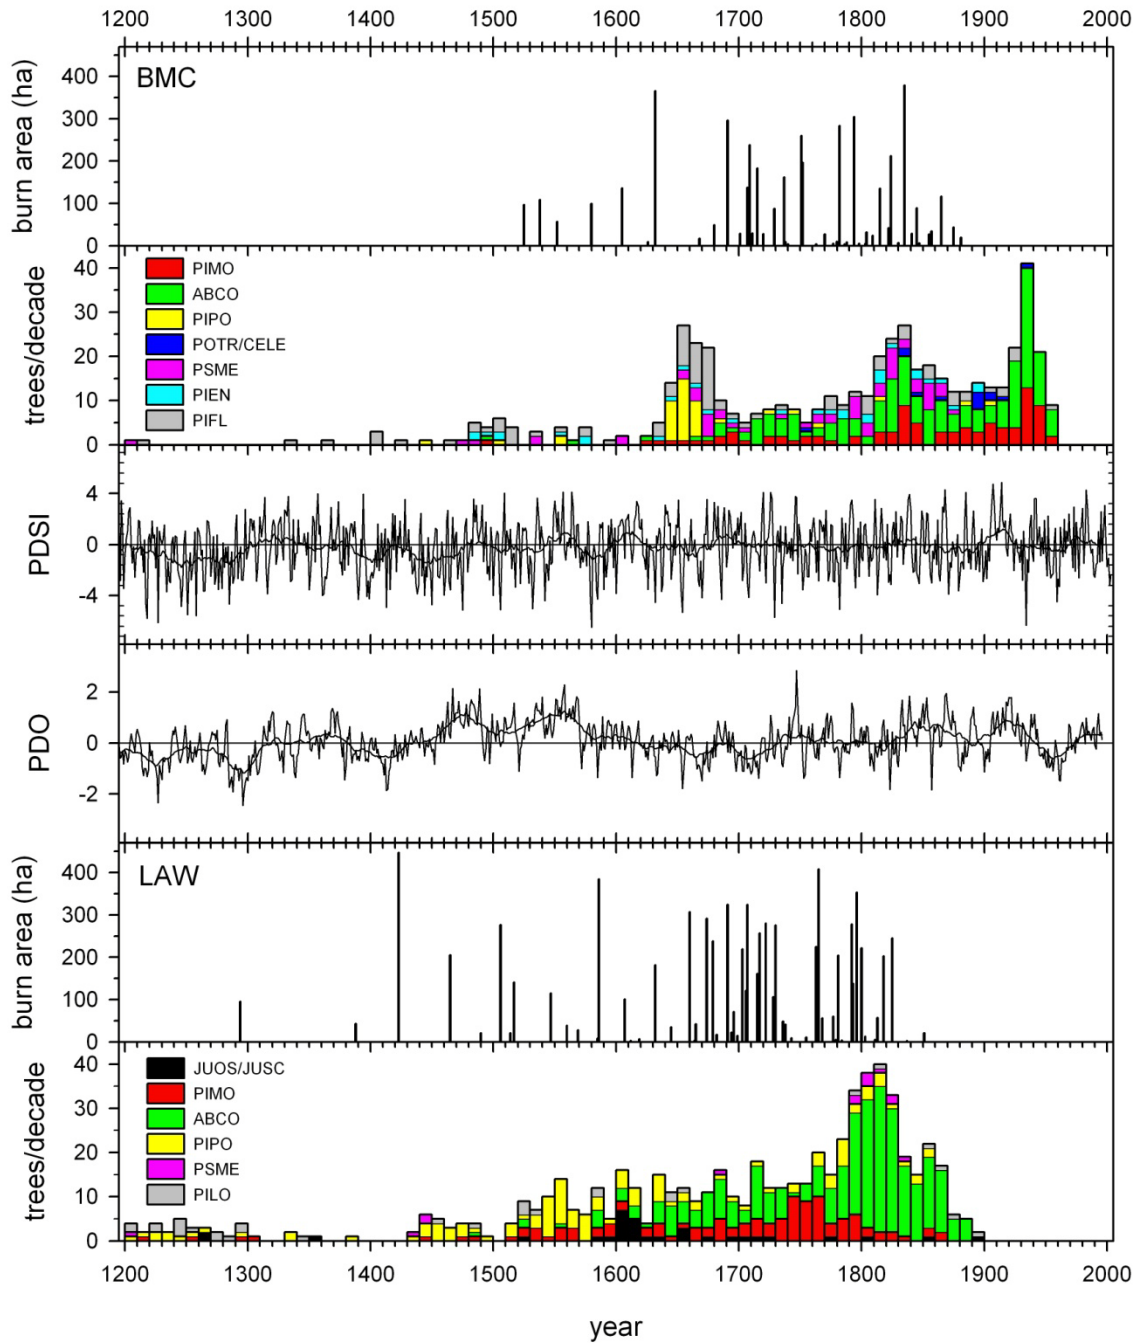 1200 1300 1400 1500 1600 1700 1800 1900 2000
BMC
burn area (ha)
400
300
200
100
0
trees/decade
40
30
20
10
0
PIMO
ABCO
PIPO
POTR/CELE
PSME
PIEN
PIFL
PDSI
4
0
-4
PDO
2
0
-2
LAW
burn area (ha)
400
300
200
100
0
trees/decade
40
30
20
10
0
JUOS/JUSC
PIMO
ABCO
PIPO
PSME
PILO
1200 1300 1400 1500 1600 1700 1800 1900 2000
year